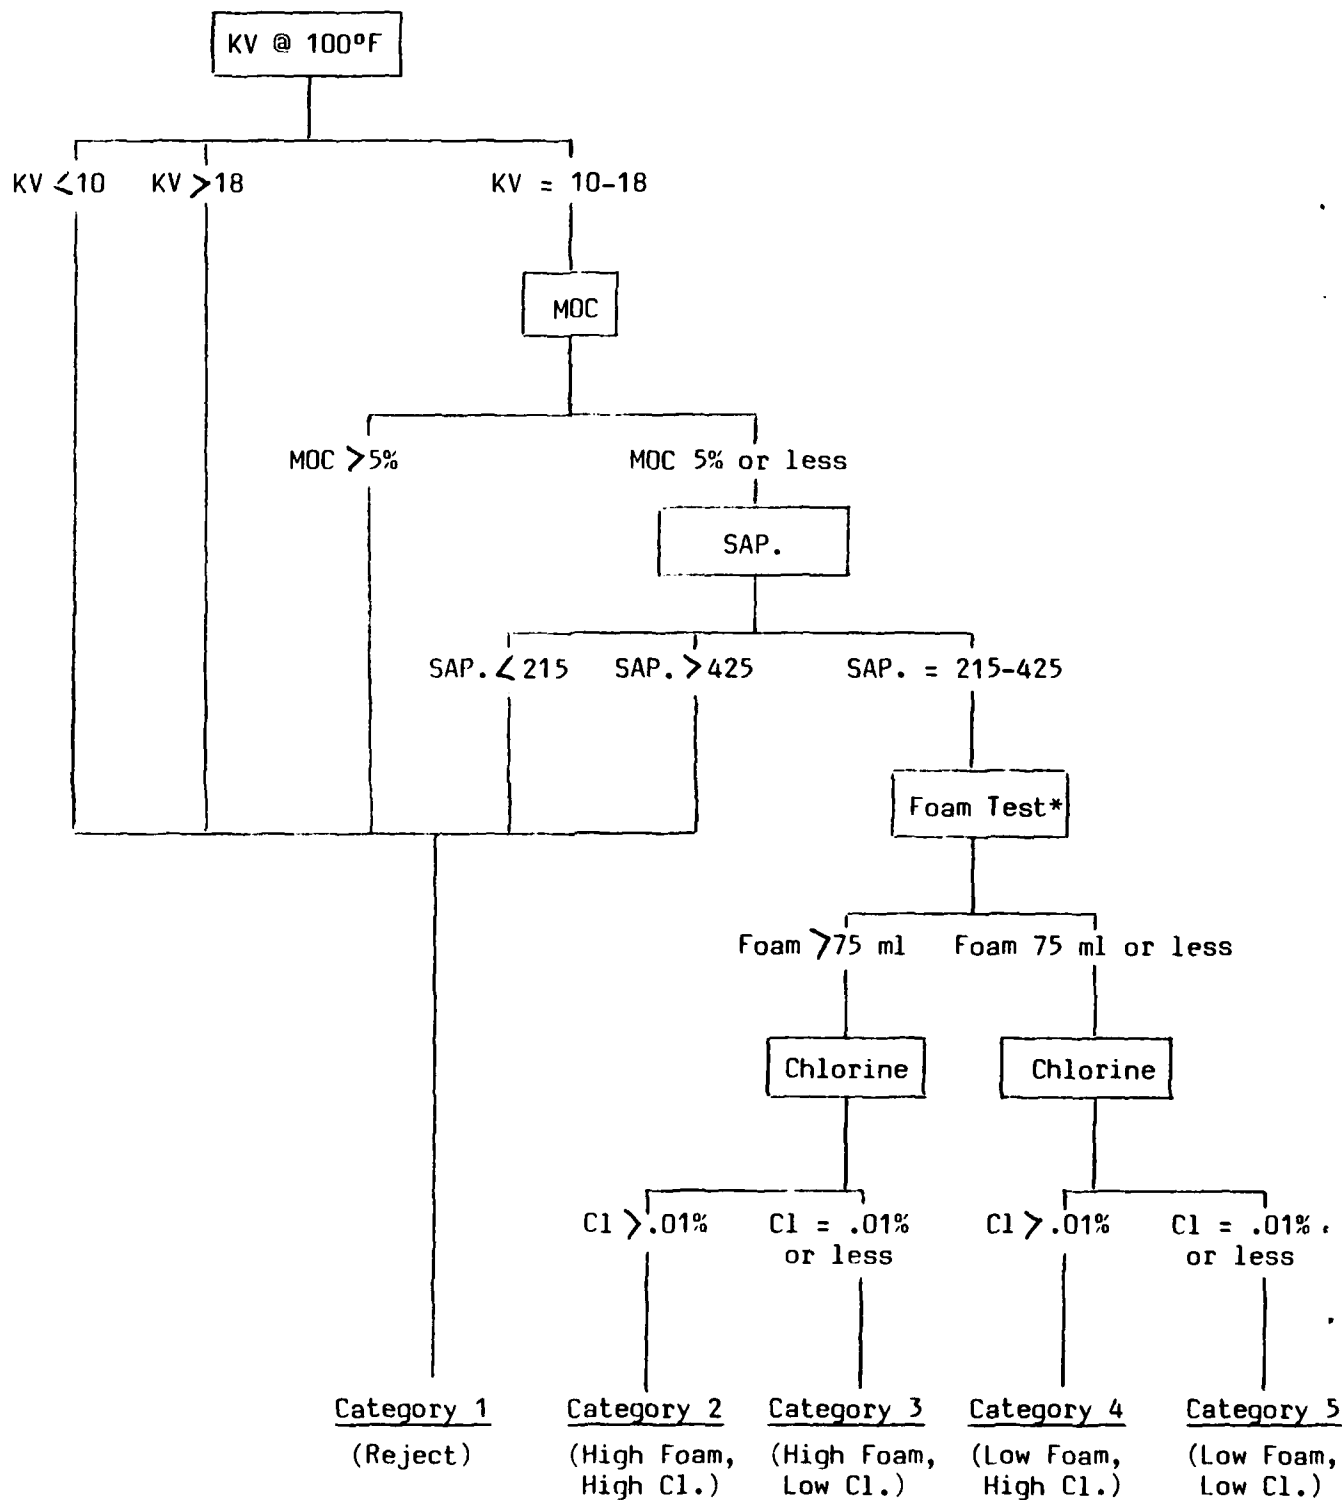 KV @ 100ºF
KV <10 KV >18 KV = 10-18
MOC
MOC >5% MOC 5% or less
SAP.
SAP. < 215 SAP. >425 SAP. = 215-425
Foam Test*
Foam >75 ml Foam 75 ml or less
Chlorine Chlorine
Cl >.01% Cl = .01% Cl >.01% Cl = .01%
or less or less
Category 1 Category 2 Category 3 Category 4 Category 5
(Reject) (High Foam, (High Foam, (Low Foam, (Low Foam,
High Cl.) Low Cl.) High Cl.) Low Cl.)